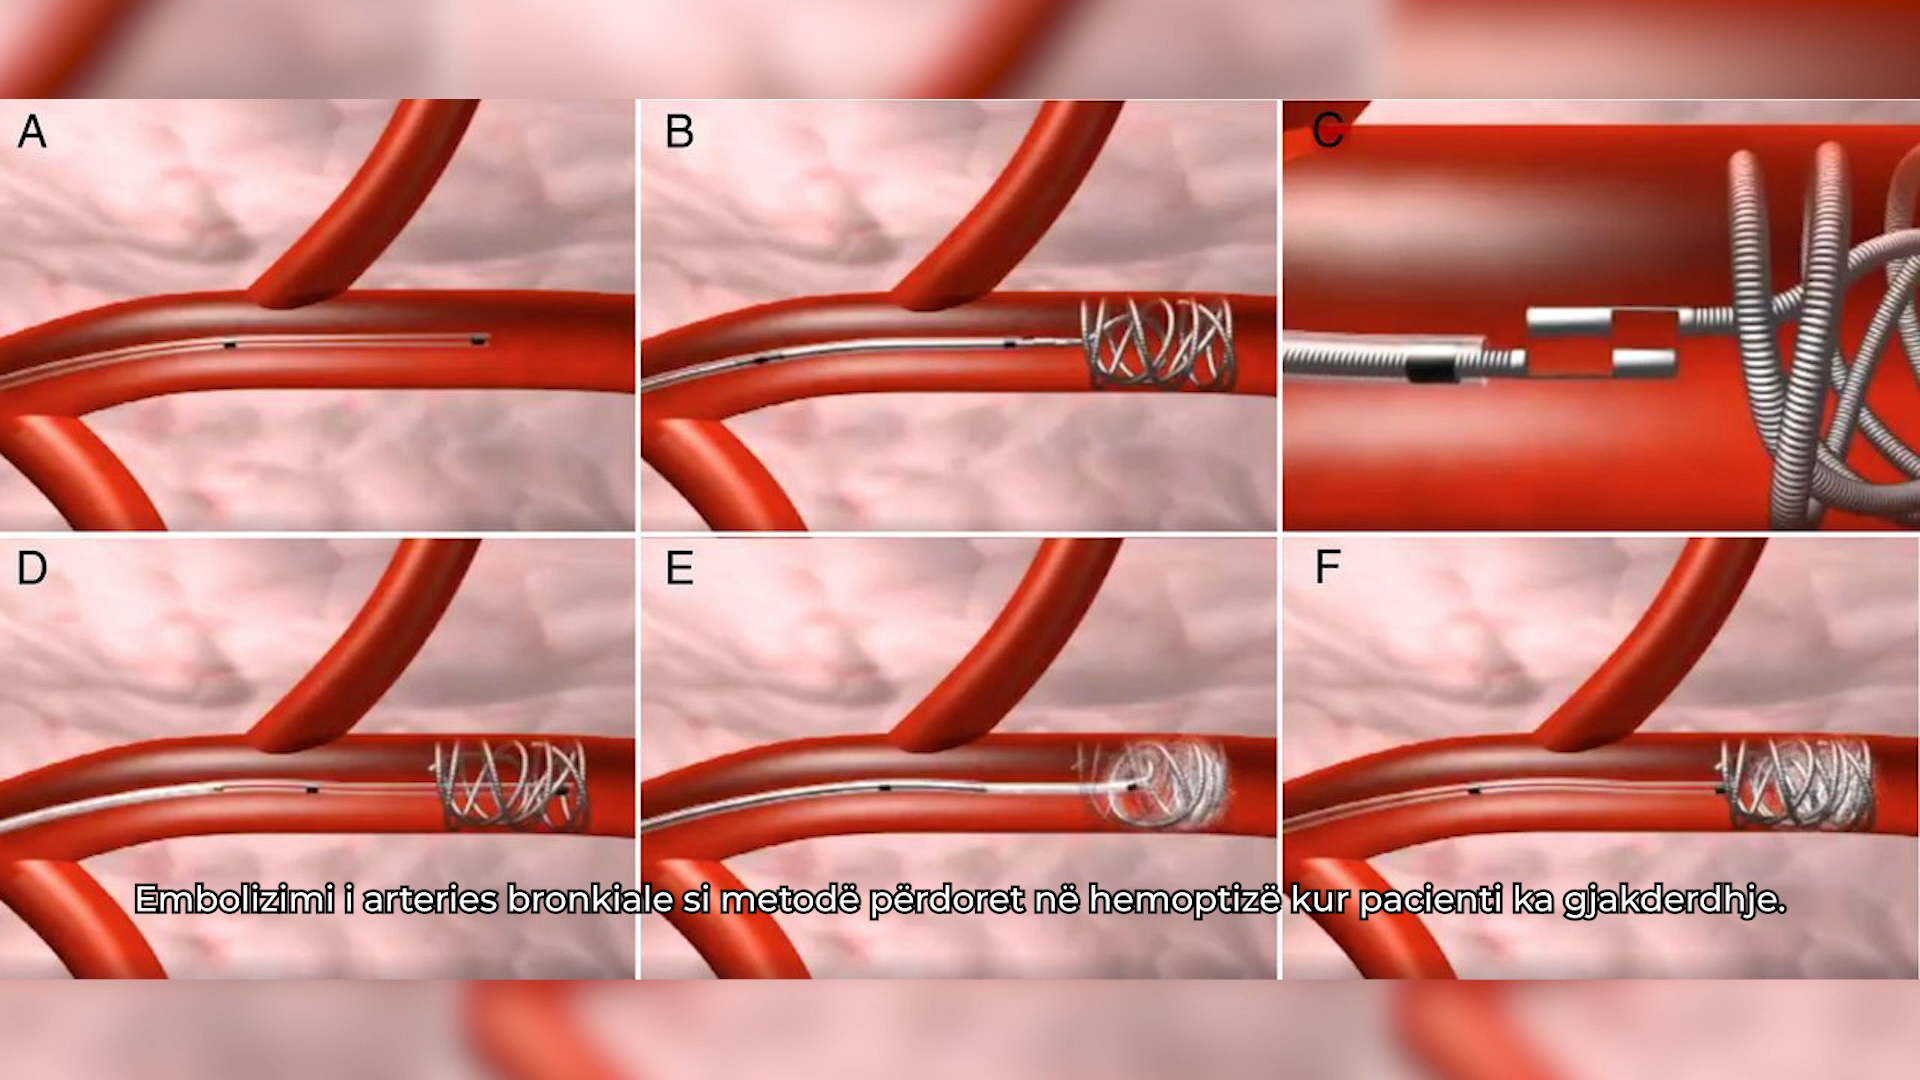 A
B
C
D
E
F
Embolizimi i arteries bronkiale si metodë përdoret në hemoptizë kur pacienti ka gjakderdhje.